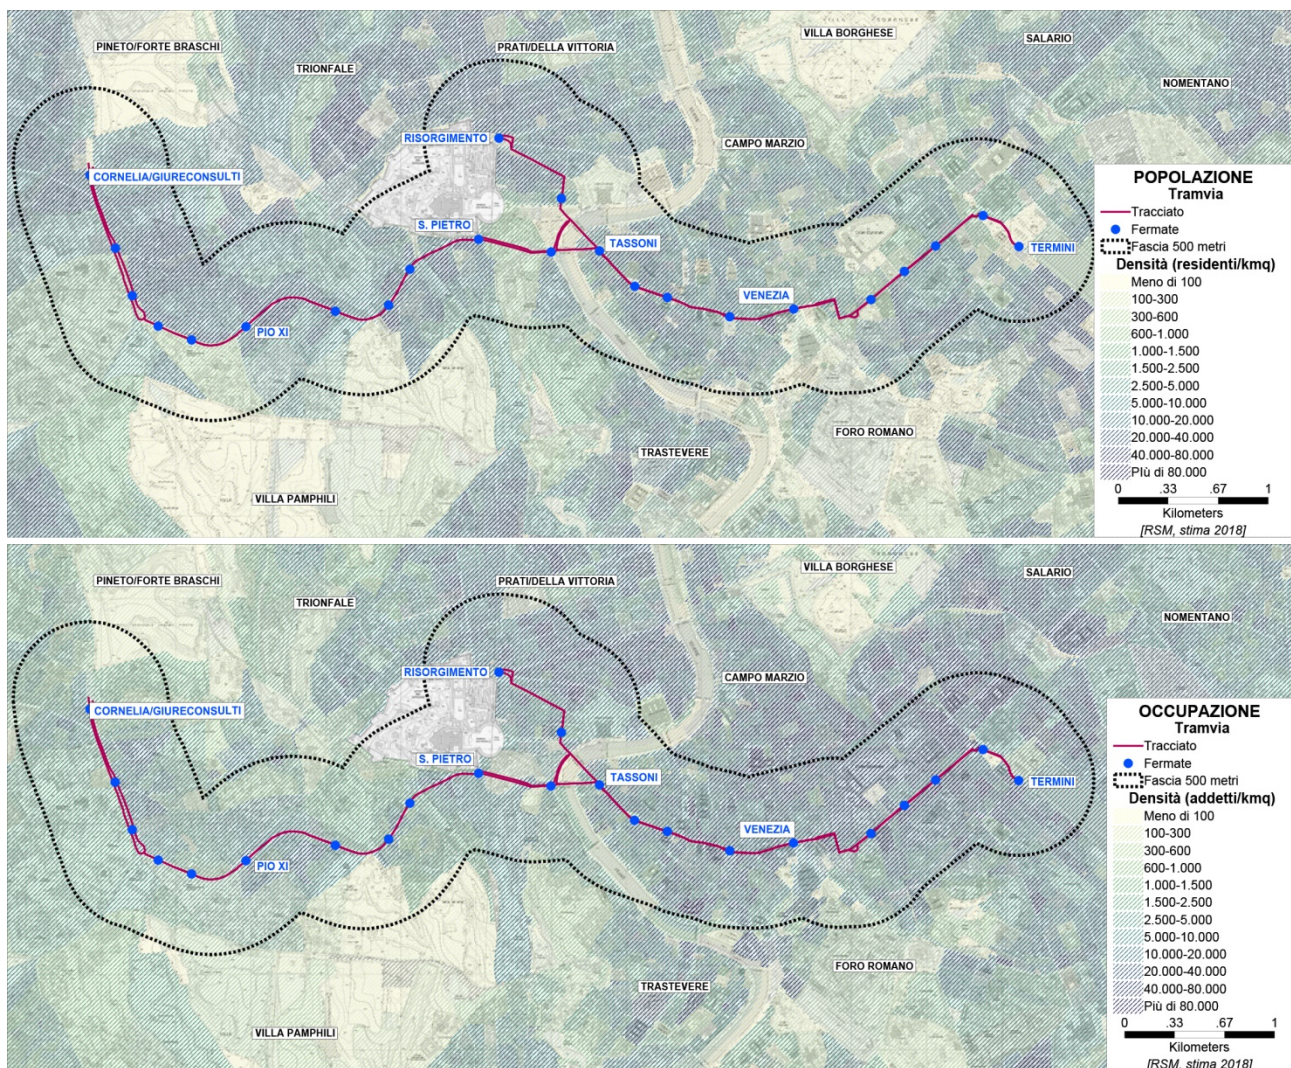 PINETO/FORTE BRASCHI
TRIONFALE
PRATI/DELLA VITTORIA
VILLA BORGHESE
SALARIO
NOMENTANO
RISORGIMENTO
CAMPO MARZIO
CORNELIA/GIURECONSULTI
S. PIETRO
TASSONI
TERMINI
VENEZIA
PIO XI
FORO ROMANO
TRASTEVERE
VILLA PAMPHILI
POPOLAZIONE
Tramvia
Tracciato
Fermate
Fascia 500 metri
Densità (residenti/kmq)
Meno di 100
100-300
300-600
600-1.000
1.000-1.500
1.500-2.500
2.500-5.000
5.000-10.000
10.000-20.000
20.000-40.000
40.000-80.000
PIù di 80.000
0 .33 .67 1
Kilometers
[RSM, stima 2018]
PINETO/FORTE BRASCHI
TRIONFALE
PRATI/DELLA VITTORIA
VILLA BORGHESE
SALARIO
NOMENTANO
RISORGIMENTO
CAMPO MARZIO
CORNELIA/GIURECONSULTI
S. PIETRO
TASSONI
TERMINI
VENEZIA
PIO XI
FORO ROMANO
TRASTEVERE
VILLA PAMPHILI
OCCUPAZIONE
Tramvia
Tracciato
Fermate
Fascia 500 metri
Densità (addetti/kmq)
Meno di 100
100-300
300-600
600-1.000
1.000-1.500
1.500-2.500
2.500-5.000
5.000-10.000
10.000-20.000
20.000-40.000
40.000-80.000
Più di 80.000
0 .33 .67 1
Kilometers
[RSM, stima 2018]